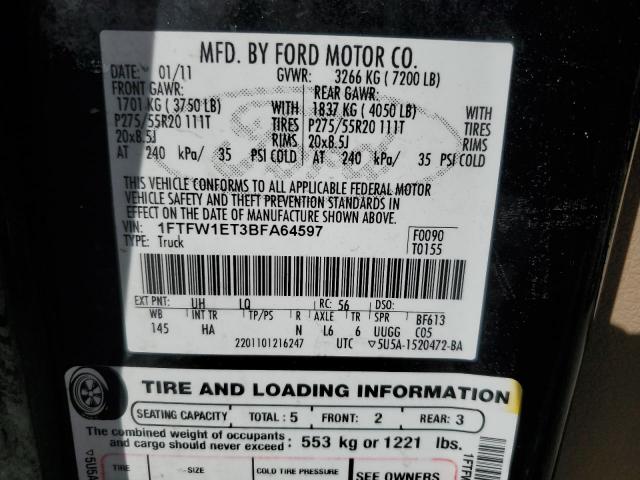 MFD. BY FORD MOTOR CO.
DATE: 01/11 GVWR: 3266 KG ( 7200 LB)
FRONT GAWR: REAR GAWR:
1701 KG ( 3750 LB) WITH 1837 KG ( 4050 LB) WITH
P275/55R20 111T TIRES P275/55R20 111T TIRES
20x8.5J RIMS 20x8.5J RIMS
AT 240 kPa/ 35 PSI COLD AT 240 kPa/ 35 PSI COLD
THIS VEHICLE CONFORMS TO ALL APPLICABLE FEDERAL MOTOR
VEHICLE SAFETY AND THEFT PREVENTION STANDARDS IN
EFFECT ON THE DATE OF MANUFACTURE SHOWN ABOVE.
VIN: 1FTFW1ET3BFA64597 F0090
TYPE: Truck T0155
EXT PNT: UH LQ RC: 56 DSO:
WB INT TR TP/PS R AXLE TR SPR BF613
145 HA N L6 6 UUGG C05
2201101216247 UTC ▽5U5A-1520472-BA
TIRE AND LOADING INFORMATION
SEATING CAPACITY TOTAL : 5 FRONT: 2 REAR: 3
The combined weight of occupants
and cargo should never exceed : 553 kg or 1221 lbs.
TIRE SIZE COLD TIRE PRESSURE SEE OWNERS
▽5U5A
1FTFW